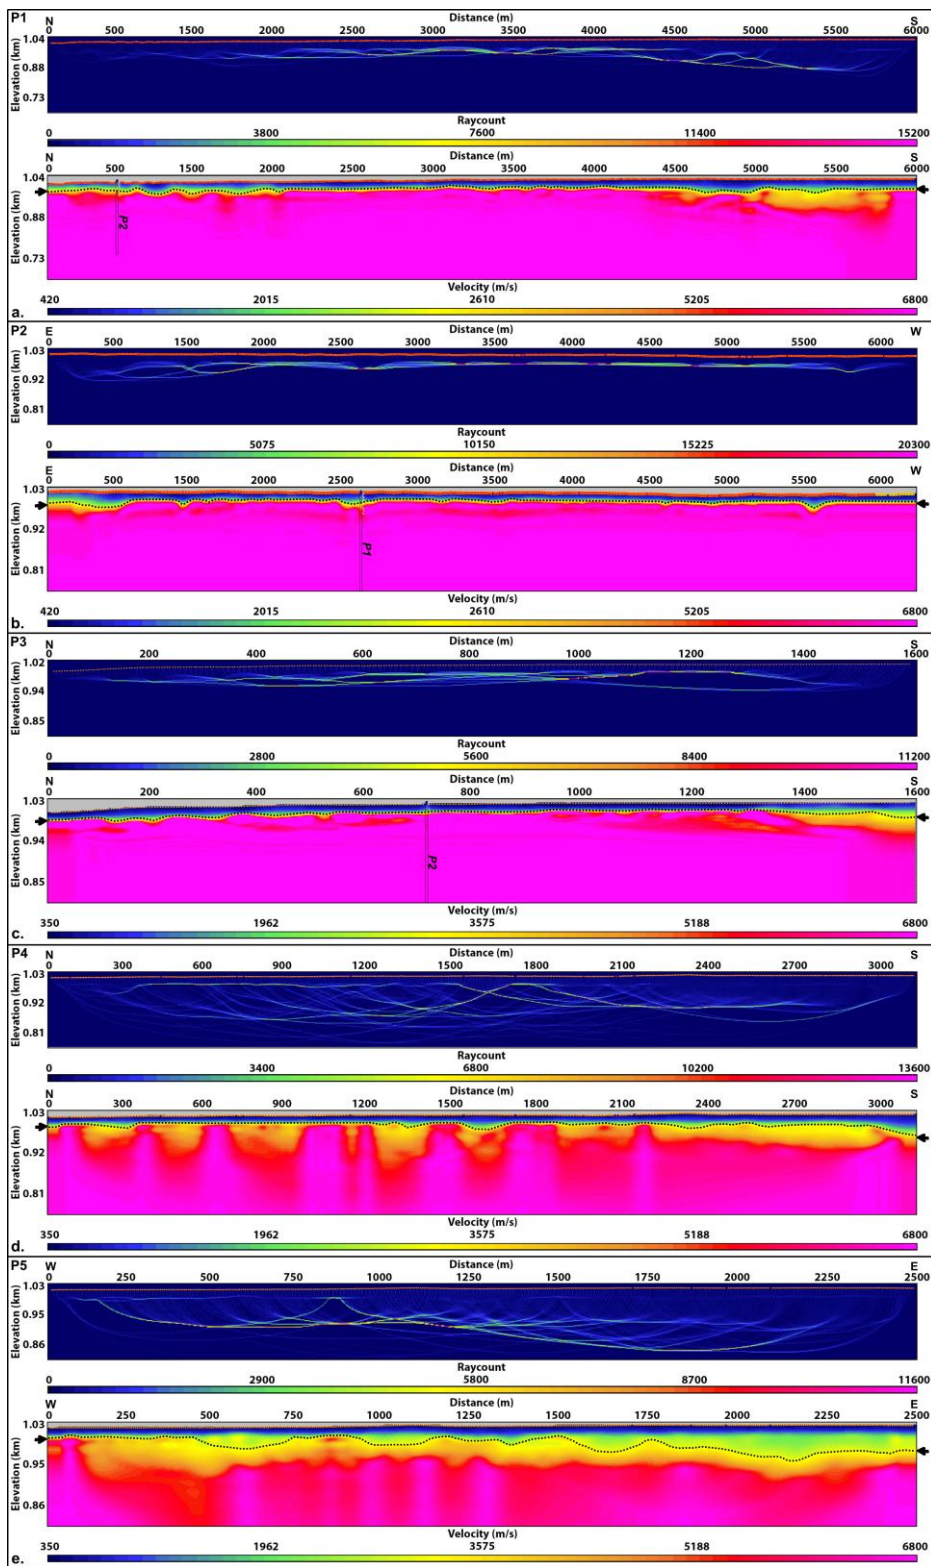 P1 N Distance (m) S
0 500 1500 2000 2500 3000 3500 4000 4500 5000 5500 6000
1.04
0.88
0.73
Elevation (km)
Raycount
0 3800 7600 11400 15200
N Distance (m) S
0 500 1500 2000 2500 3000 3500 4000 4500 5000 5500 6000
1.04
0.88
0.73
Elevation (km)
P2
Velocity (m/s)
420 2015 2610 5205 6800
a.
P2 E Distance (m) W
0 500 1500 2000 2500 3000 3500 4000 4500 5000 5500 6000
1.03
0.92
0.81
Elevation (km)
Raycount
0 5075 10150 15225 20300
E Distance (m) W
0 500 1500 2000 2500 3000 3500 4000 4500 5000 5500 6000
1.03
0.92
0.81
Elevation (km)
P1
Velocity (m/s)
420 2015 2610 5205 6800
b.
P3 N Distance (m) S
0 200 400 600 800 1000 1200 1400 1600
1.02
0.94
0.85
Elevation (km)
Raycount
0 2800 5600 8400 11200
N Distance (m) S
0 200 400 600 800 1000 1200 1400 1600
1.03
0.94
0.85
Elevation (km)
P2
Velocity (m/s)
350 1962 3575 5188 6800
c.
P4 N Distance (m) S
0 300 600 900 1200 1500 1800 2100 2400 2700 3000
1.03
0.92
0.81
Elevation (km)
Raycount
0 3400 6800 10200 13600
N Distance (m) S
0 300 600 900 1200 1500 1800 2100 2400 2700 3000
1.03
0.92
0.81
Elevation (km)
Velocity (m/s)
350 1962 3575 5188 6800
d.
P5 W Distance (m) E
0 250 500 750 1000 1250 1500 1750 2000 2250 2500
1.03
0.95
0.86
Elevation (km)
Raycount
0 2900 5800 8700 11600
W Distance (m) E
0 250 500 750 1000 1250 1500 1750 2000 2250 2500
1.03
0.95
0.86
Elevation (km)
Velocity (m/s)
350 1962 3575 5188 6800
e.